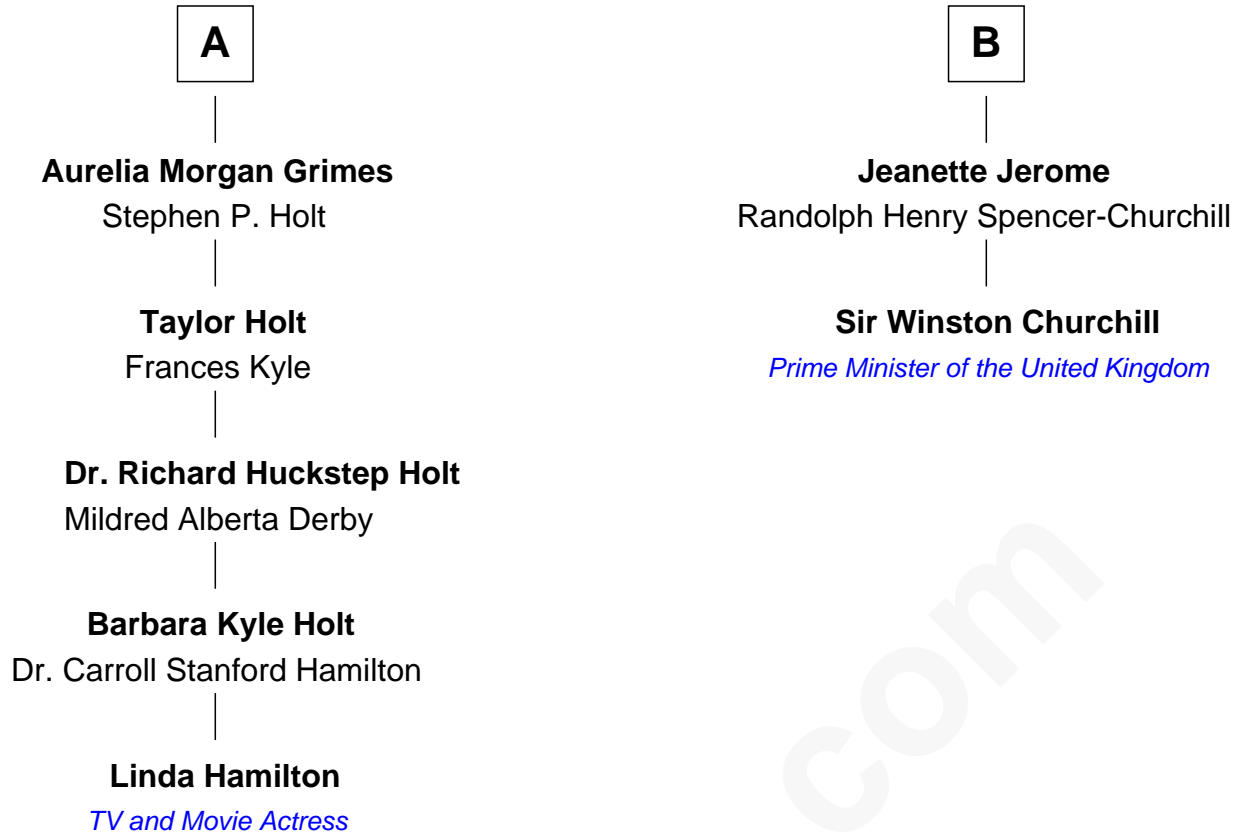 A
Aurelia Morgan Grimes
Stephen P. Holt
Taylor Holt
Frances Kyle
Dr. Richard Huckstep Holt
Mildred Alberta Derby
Barbara Kyle Holt
Dr. Carroll Stanford Hamilton
Linda Hamilton
TV and Movie Actress
B
Jeanette Jerome
Randolph Henry Spencer-Churchill
Sir Winston Churchill
Prime Minister of the United Kingdom
com